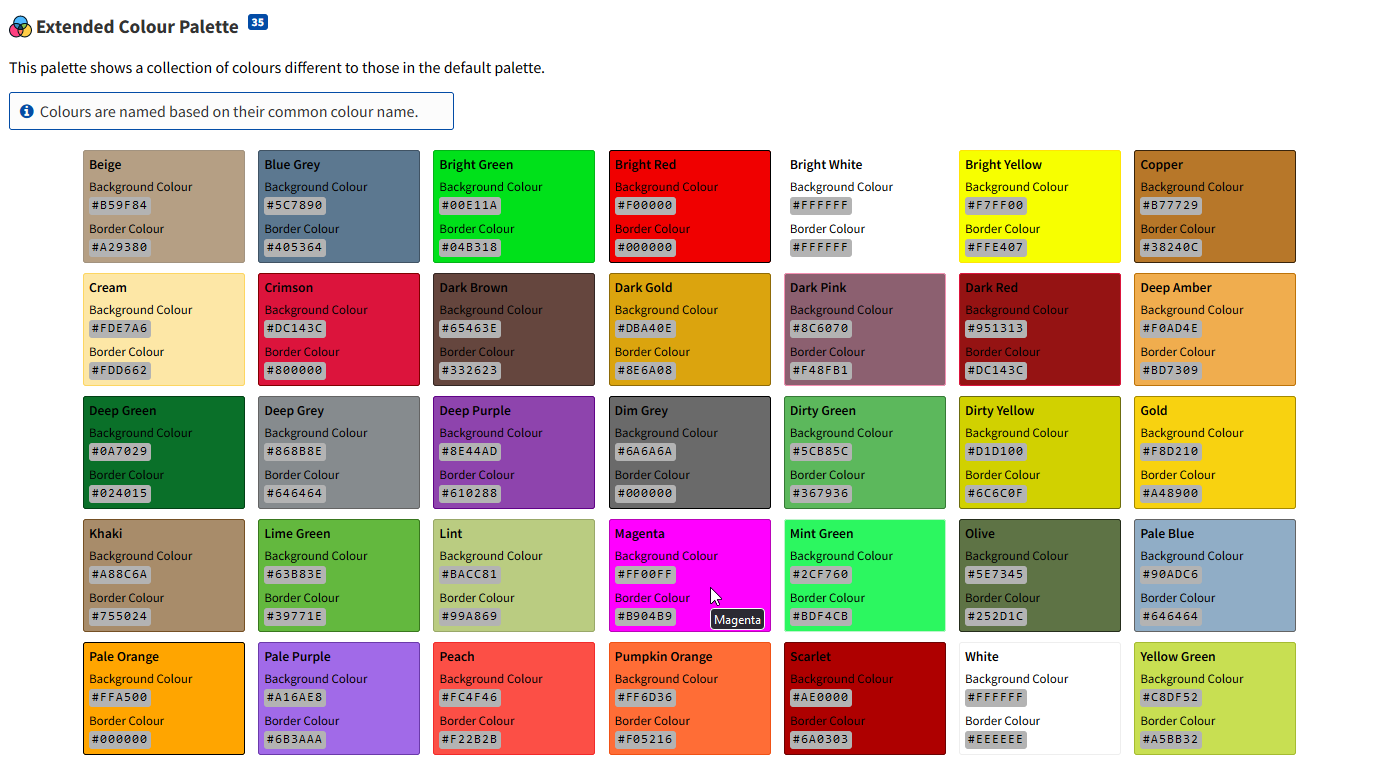 Extended Colour Palette 35
This palette shows a collection of colours different to those in the default palette.
Colours are named based on their common colour name.
Beige
Background Colour
#B59F84
Border Colour
#A29380
Blue Grey
Background Colour
#5C7890
Border Colour
#405364
Bright Green
Background Colour
#00E11A
Border Colour
#04B318
Bright Red
Background Colour
#F00000
Border Colour
#000000
Bright White
Background Colour
#FFFFFF
Border Colour
#FFFFFF
Bright Yellow
Background Colour
#F7FF00
Border Colour
#FFE407
Copper
Background Colour
#B77729
Border Colour
#38240C
Cream
Background Colour
#FDE7A6
Border Colour
#FDD662
Crimson
Background Colour
#DC143C
Border Colour
#800000
Dark Brown
Background Colour
#65463E
Border Colour
#332623
Dark Gold
Background Colour
#DBA40E
Border Colour
#8E6A08
Dark Pink
Background Colour
#8C6070
Border Colour
#F48FB1
Dark Red
Background Colour
#951313
Border Colour
#DC143C
Deep Amber
Background Colour
#F0AD4E
Border Colour
#BD7309
Deep Green
Background Colour
#0A7029
Border Colour
#024015
Deep Grey
Background Colour
#868B8E
Border Colour
#646464
Deep Purple
Background Colour
#8E44AD
Border Colour
#610288
Dim Grey
Background Colour
#6A6A6A
Border Colour
#000000
Dirty Green
Background Colour
#5CB85C
Border Colour
#367936
Dirty Yellow
Background Colour
#D1D100
Border Colour
#6C6C0F
Gold
Background Colour
#F8D210
Border Colour
#A48900
Khaki
Background Colour
#A88C6A
Border Colour
#755024
Lime Green
Background Colour
#63B83E
Border Colour
#39771E
Lint
Background Colour
#BACC81
Border Colour
#99A869
Magenta
Background Colour
#FF00FF
Border Colour
#B904B9
Magenta
Mint Green
Background Colour
#2CF760
Border Colour
#BDF4CB
Olive
Background Colour
#5E7345
Border Colour
#252D1C
Pale Blue
Background Colour
#90ADC6
Border Colour
#646464
Pale Orange
Background Colour
#FFA500
Border Colour
#000000
Pale Purple
Background Colour
#A16AE8
Border Colour
#6B3AAA
Peach
Background Colour
#FC4F46
Border Colour
#F22B2B
Pumpkin Orange
Background Colour
#FF6D36
Border Colour
#F05216
Scarlet
Background Colour
#AE0000
Border Colour
#6A0303
White
Background Colour
#FFFFFF
Border Colour
#EEEEEE
Yellow Green
Background Colour
#C8DF52
Border Colour
#A5BB32